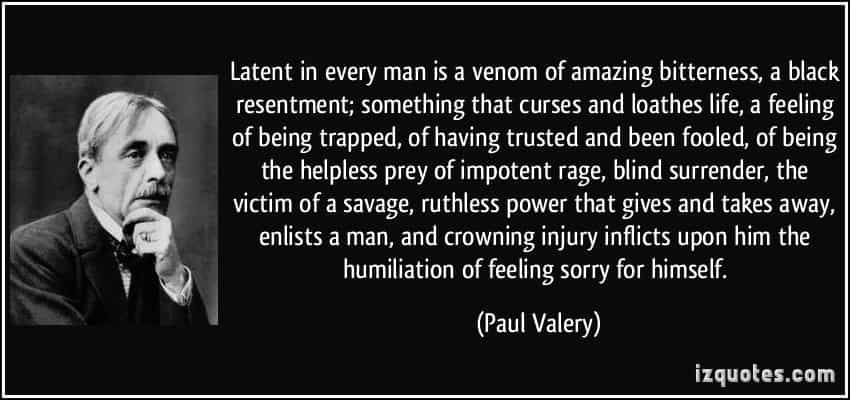 Latent in every man is a venom of amazing bitterness, a black
resentment; something that curses and loathes life, a feeling
of being trapped, of having trusted and been fooled, of being
the helpless prey of impotent rage, blind surrender, the
victim of a savage, ruthless power that gives and takes away,
enlists a man, and crowning injury inflicts upon him the
humiliation of feeling sorry for himself.
(Paul Valery)
izquotes.com